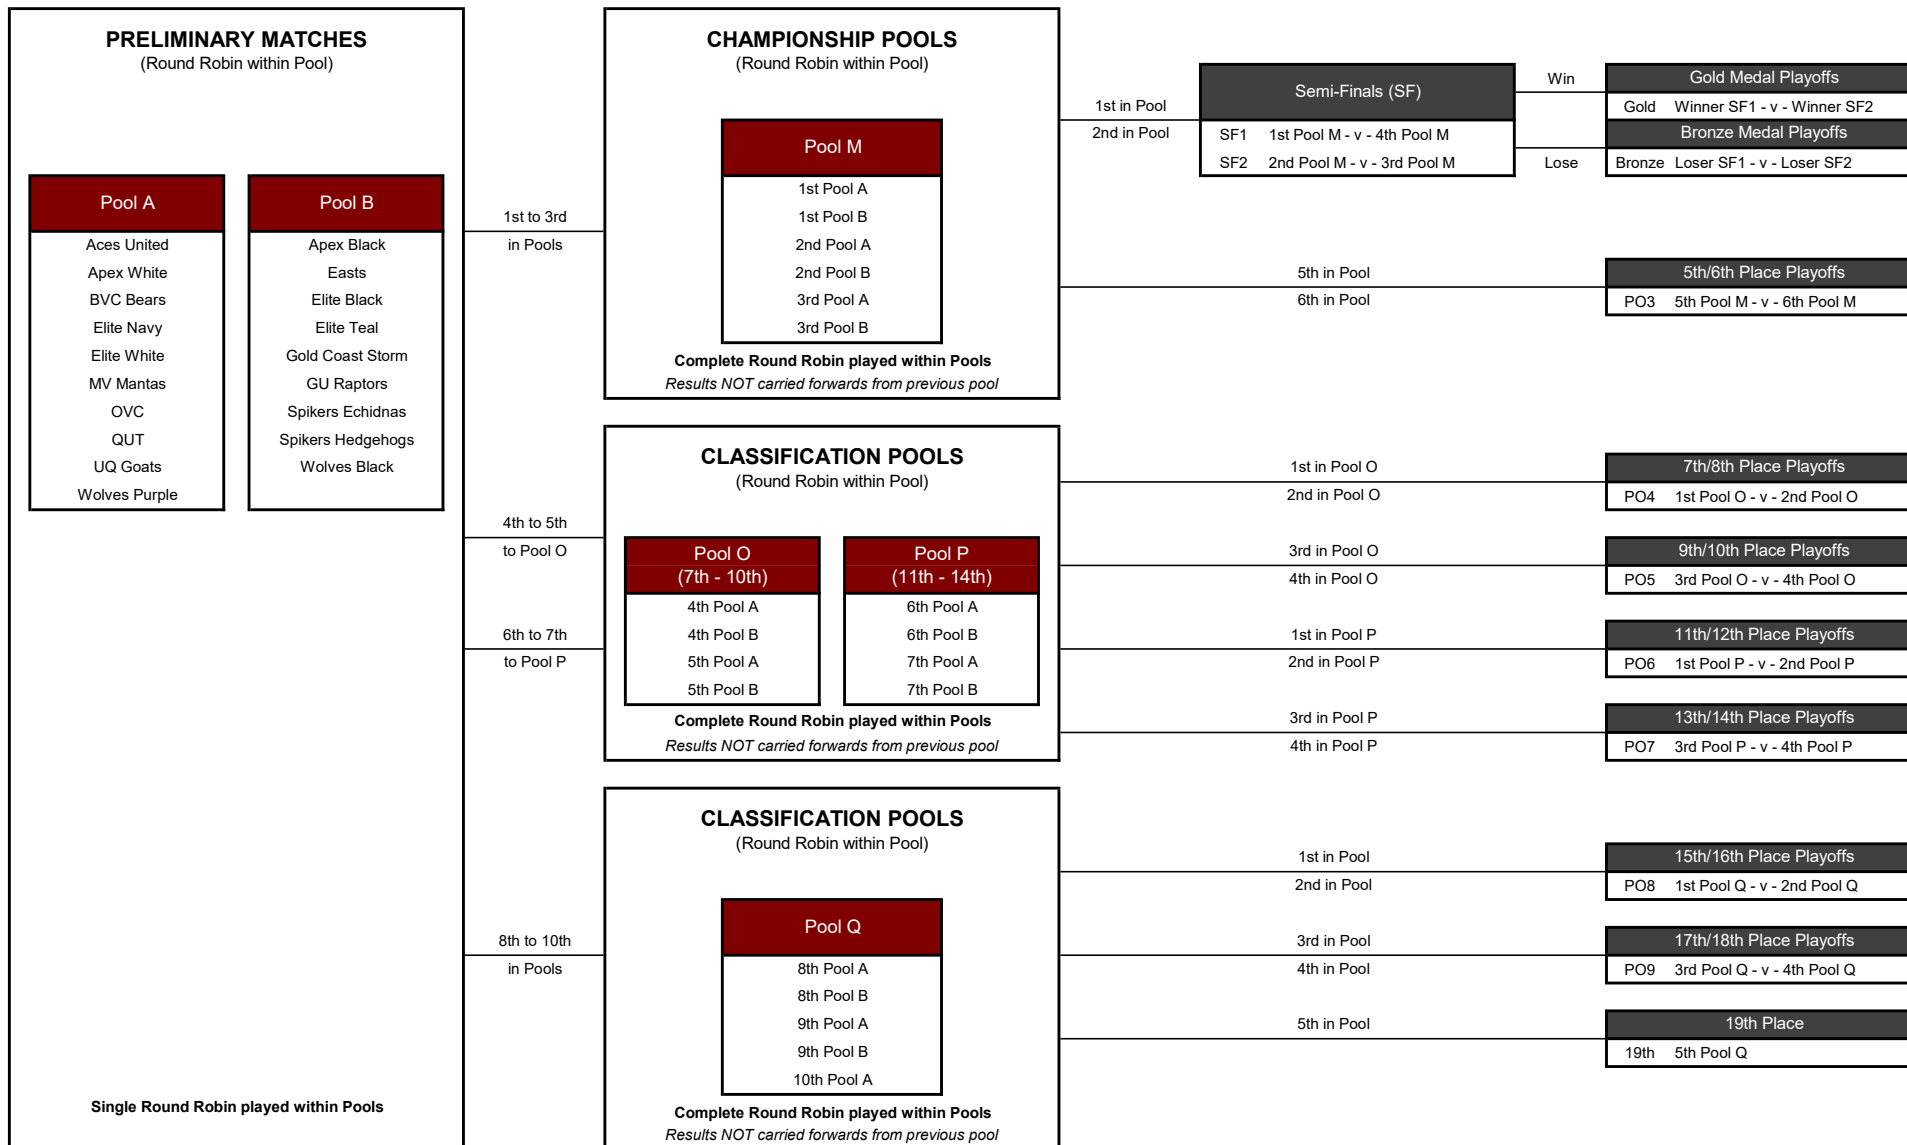 PRELIMINARY MATCHES
(Round Robin within Pool)
Pool A
Aces United
Apex White
BVC Bears
Elite Navy
Elite White
MV Mantas
OVC
QUT
UQ Goats
Wolves Purple
Pool B
Apex Black
Easts
Elite Black
Elite Teal
Gold Coast Storm
GU Raptors
Spikers Echidnas
Spikers Hedgehogs
Wolves Black
Single Round Robin played within Pools
1st to 3rd
in Pools
4th to 5th
to Pool O
6th to 7th
to Pool P
8th to 10th
in Pools
CHAMPIONSHIP POOLS
(Round Robin within Pool)
Pool M
1st Pool A
1st Pool B
2nd Pool A
2nd Pool B
3rd Pool A
3rd Pool B
Complete Round Robin played within Pools
Results NOT carried forwards from previous pool
CLASSIFICATION POOLS
(Round Robin within Pool)
Pool O
(7th - 10th)
4th Pool A
4th Pool B
5th Pool A
5th Pool B
Pool P
(11th - 14th)
6th Pool A
6th Pool B
7th Pool A
7th Pool B
Complete Round Robin played within Pools
Results NOT carried forwards from previous pool
CLASSIFICATION POOLS
(Round Robin within Pool)
Pool Q
8th Pool A
8th Pool B
9th Pool A
9th Pool B
10th Pool A
Complete Round Robin played within Pools
Results NOT carried forwards from previous pool
1st in Pool
2nd in Pool
Semi-Finals (SF)
SF1 1st Pool M - v - 4th Pool M
SF2 2nd Pool M - v - 3rd Pool M
Win
Lose
Gold Medal Playoffs
Gold Winner SF1 - v - Winner SF2
Bronze Medal Playoffs
Bronze Loser SF1 - v - Loser SF2
5th in Pool
6th in Pool
5th/6th Place Playoffs
PO3 5th Pool M - v - 6th Pool M
1st in Pool O
2nd in Pool O
7th/8th Place Playoffs
PO4 1st Pool O - v - 2nd Pool O
3rd in Pool O
4th in Pool O
9th/10th Place Playoffs
PO5 3rd Pool O - v - 4th Pool O
1st in Pool P
2nd in Pool P
11th/12th Place Playoffs
PO6 1st Pool P - v - 2nd Pool P
3rd in Pool P
4th in Pool P
13th/14th Place Playoffs
PO7 3rd Pool P - v - 4th Pool P
1st in Pool
2nd in Pool
15th/16th Place Playoffs
PO8 1st Pool Q - v - 2nd Pool Q
3rd in Pool
4th in Pool
17th/18th Place Playoffs
PO9 3rd Pool Q - v - 4th Pool Q
5th in Pool
19th Place
19th 5th Pool Q